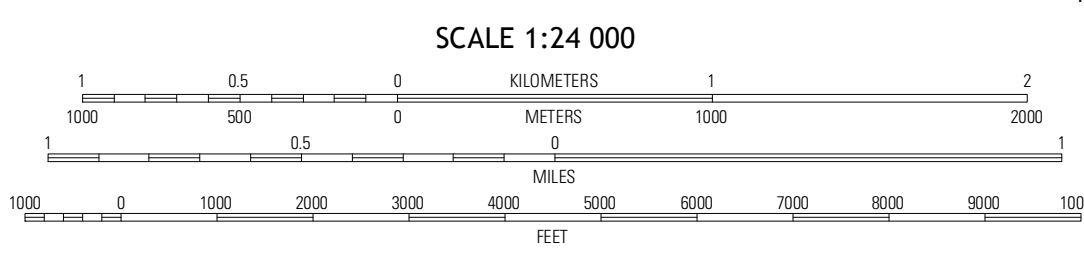 SCALE 1:24 000
1 0.5 0 KILOMETERS 1 2
1000 500 0 METERS 1000 2000
1 0.5 0 1
MILES
1000 0 1000 2000 3000 4000 5000 6000 7000 8000 9000 100
FEET